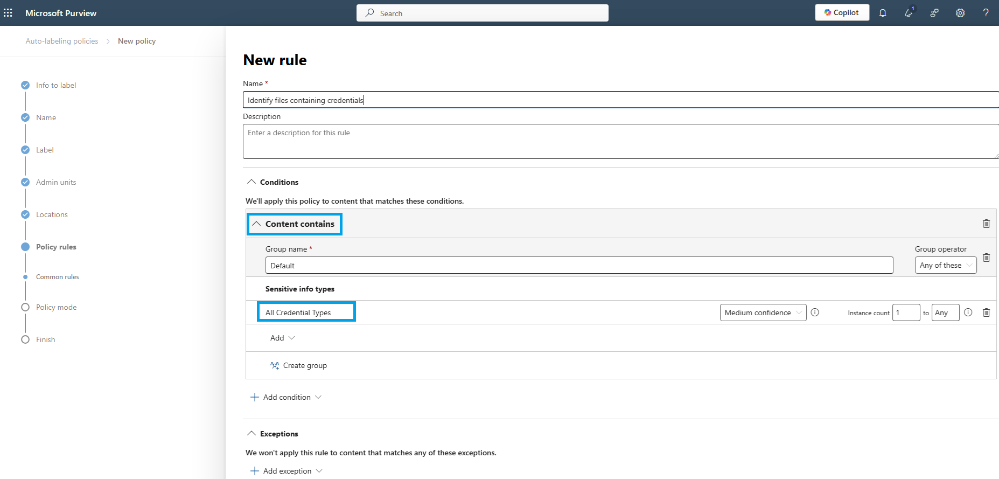 Microsoft Purview
Search
Copilot
1
?
Auto-labeling policies > New policy
Info to label
Name
Label
Admin units
Locations
Policy rules
Common rules
Policy mode
Finish
New rule
Name *
Identify files containing credentials
Description
Enter a description for this rule
Conditions
We'll apply this policy to content that matches these conditions.
Content contains
Group name * Group operator
Default Any of these
Sensitive info types
All Credential Types Medium confidence Instance count 1 to Any
Add
Create group
Add condition
Exceptions
We won't apply this rule to content that matches any of these exceptions.
Add exception